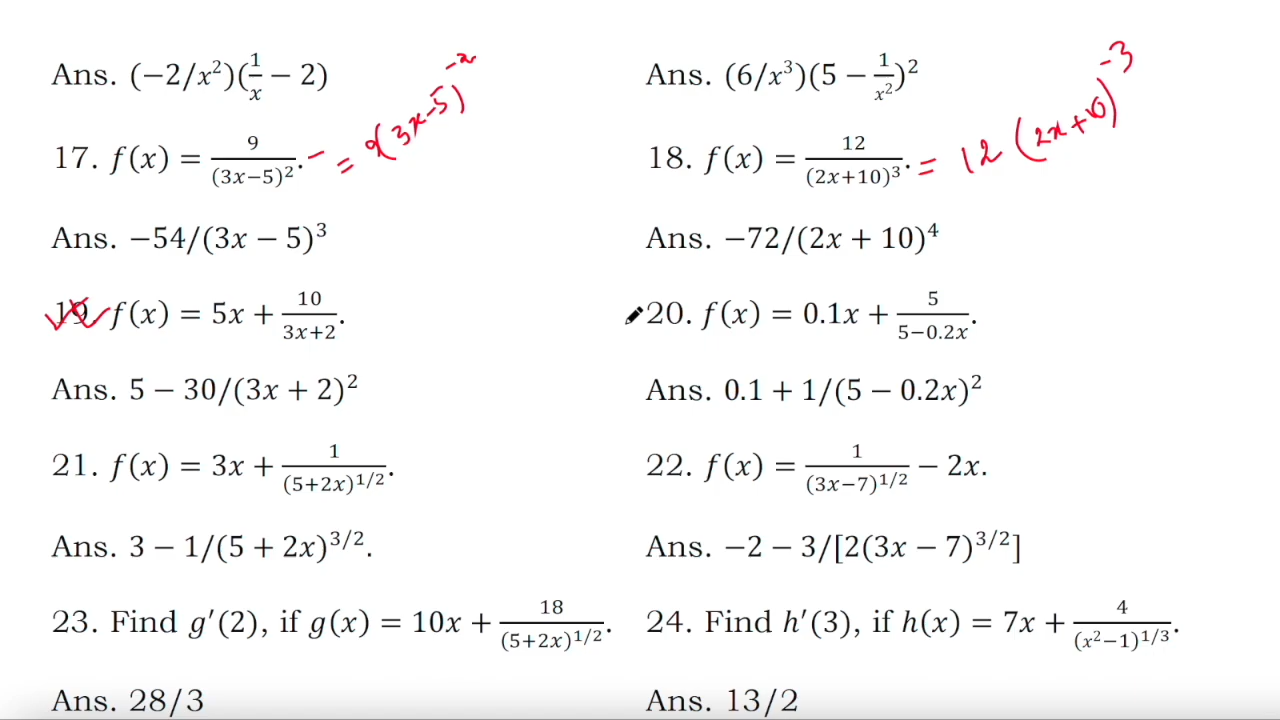 Ans. (−2/x²)(1/x − 2)
Ans. (6/x³)(5 − 1/x²)²
17. f(x) = 9/(3x−5)². − = 9(3x−5)⁻²
18. f(x) = 12/(2x+10)³. = 12(2x+10)⁻³
Ans. −54/(3x − 5)³
Ans. −72/(2x + 10)⁴
19. f(x) = 5x + 10/(3x+2).
20. f(x) = 0.1x + 5/(5−0.2x).
Ans. 5 − 30/(3x + 2)²
Ans. 0.1 + 1/(5 − 0.2x)²
21. f(x) = 3x + 1/(5+2x)^1/2.
22. f(x) = 1/(3x−7)^1/2 − 2x.
Ans. 3 − 1/(5 + 2x)^3/2.
Ans. −2 − 3/[2(3x − 7)^3/2]
23. Find g′(2), if g(x) = 10x + 18/(5+2x)^1/2.
24. Find h′(3), if h(x) = 7x + 4/(x²−1)^1/3.
Ans. 28/3
Ans. 13/2